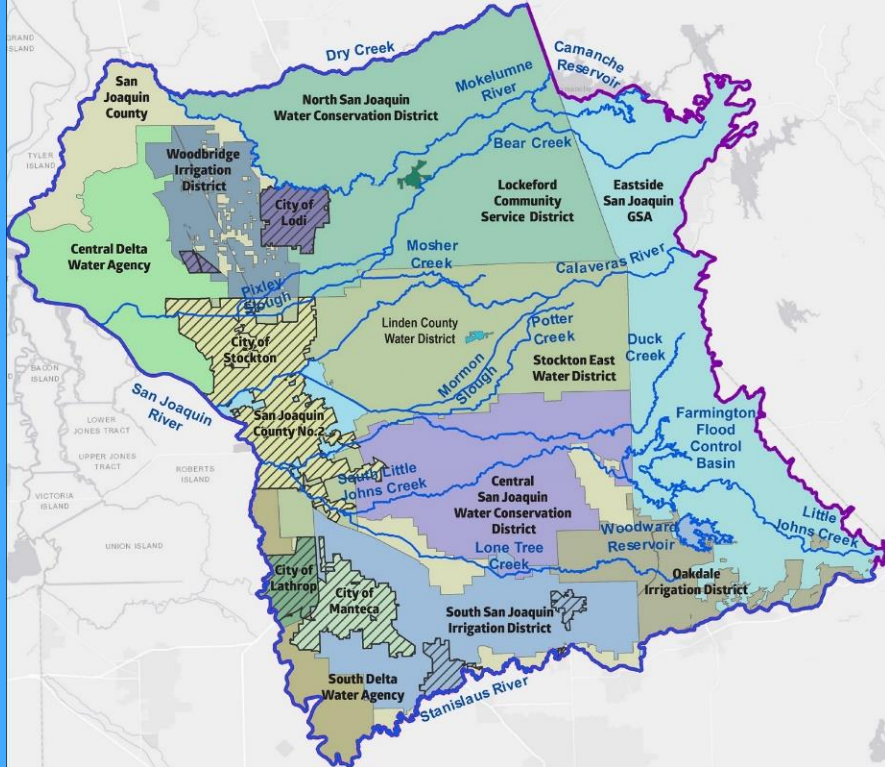 GRAND
ISLAND
Dry Creek
Camanche
Reservoir
San
Joaquin
County
Mokelumne
River
North San Joaquin
Water Conservation District
Bear Creek
TYLER
ISLAND
Woodbridge
Irrigation
District
City of
Lodi
Lockeford
Community
Service District
Eastside
San Joaquin
GSA
Central Delta
Water Agency
Mosher
Creek
Calaveras River
Pixley
Slough
City of
Stockton
Linden County
Water District
Potter
Creek
Mormon
Slough
Stockton East
Water District
Duck
Creek
BACON
ISLAND
San Joaquin
River
LOWER
JONES TRACT
UPPER JONES
TRACT
San Joaquin
County No.2
Farmington
Flood
Control
Basin
ROBERTS
ISLAND
South Little
Johns Creek
Central
San Joaquin
Water Conservation
District
VICTORIA
ISLAND
Woodward
Reservoir
Little
Johns Creek
UNION ISLAND
Lone Tree
Creek
City of
Lathrop
City of
Manteca
Oakdale
Irrigation District
South San Joaquin
Irrigation District
South Delta
Water Agency
Stanislaus River